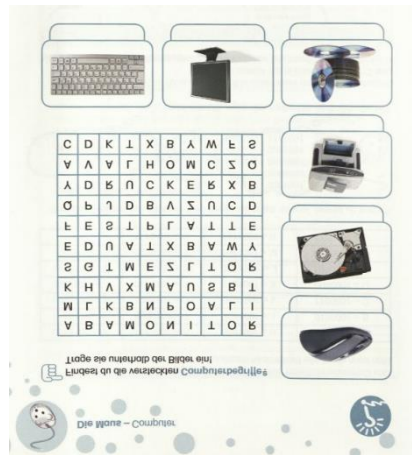 Die Maus – Computer
Findest du die versteckten Computerbegriffe?
Trage sie unterhalb der Bilder ein!
A B A M O N I T O R
M L K B N P O A L I
K H V X M A U S B T
S G T M E Z L T Q R
E D U A T X B A W Y
F E S T P L A T T E
Q P J D B V Z U C D
Y D R U C K E R X B
A V A L H O M C Z Q
C D K T X B Y W F S